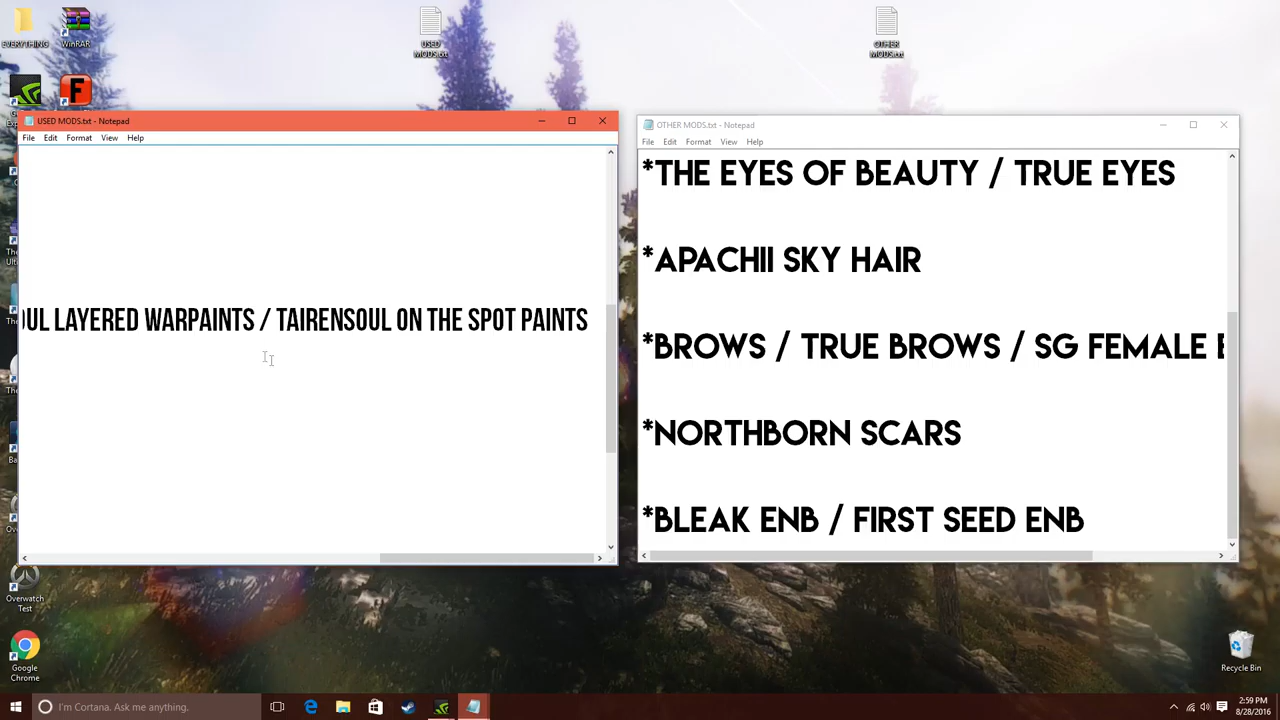 EVERYTHING
WinRAR
USED
MODS.txt
OTHER
MODS.txt
USED MODS.txt - Notepad
File Edit Format View Help
LAYERED WARPAINTS / TAIRENSOUL ON THE SPOT PAINTS
OTHER MODS.txt - Notepad
File Edit Format View Help
*THE EYES OF BEAUTY / TRUE EYES
*APACHII SKY HAIR
*BROWS / TRUE BROWS / SG FEMALE
*NORTHBORN SCARS
*BLEAK ENB / FIRST SEED ENB
Overwatch
Test
Google
Chrome
Recycle Bin
I'm Cortana. Ask me anything.
2:59 PM
8/28/2016